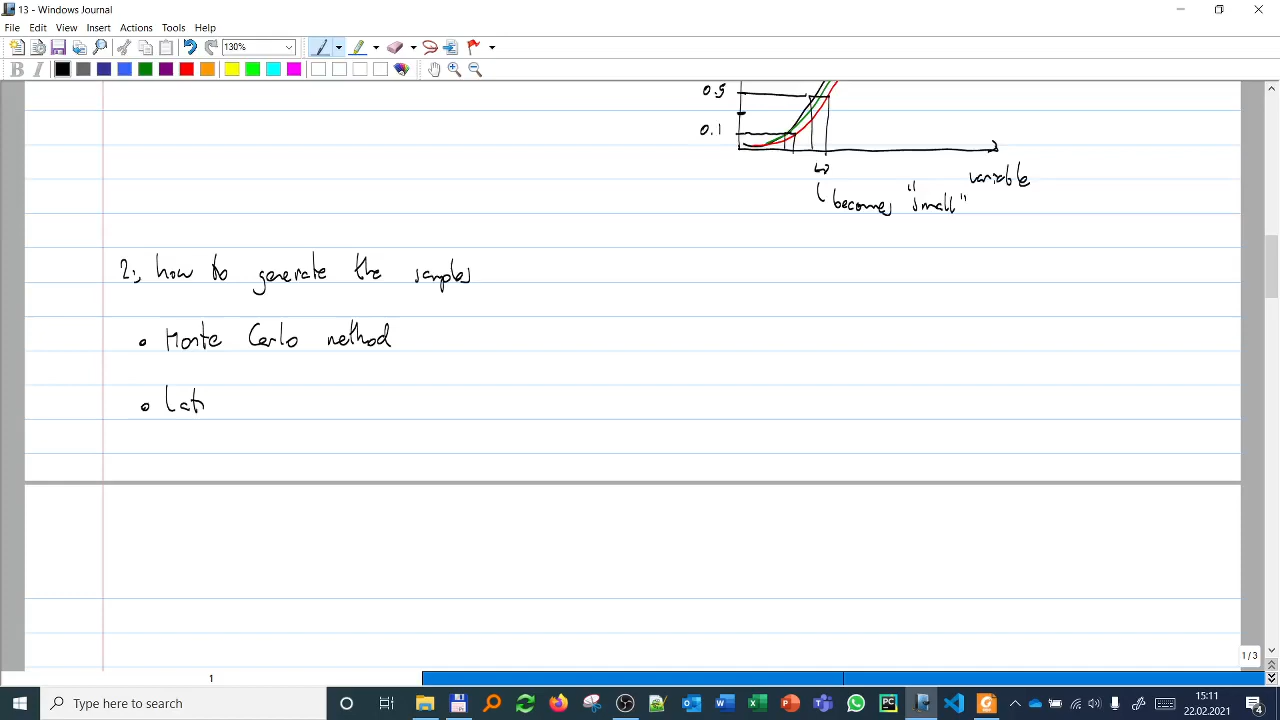 13 - Windows Journal
File Edit View Insert Actions Tools Help
130%
B I
0.5
0.1
variable
becomes "small"
2., how to generate the samples
• Monte Carlo method
• Lat
1/3
1
Type here to search
15:11
22.02.2021